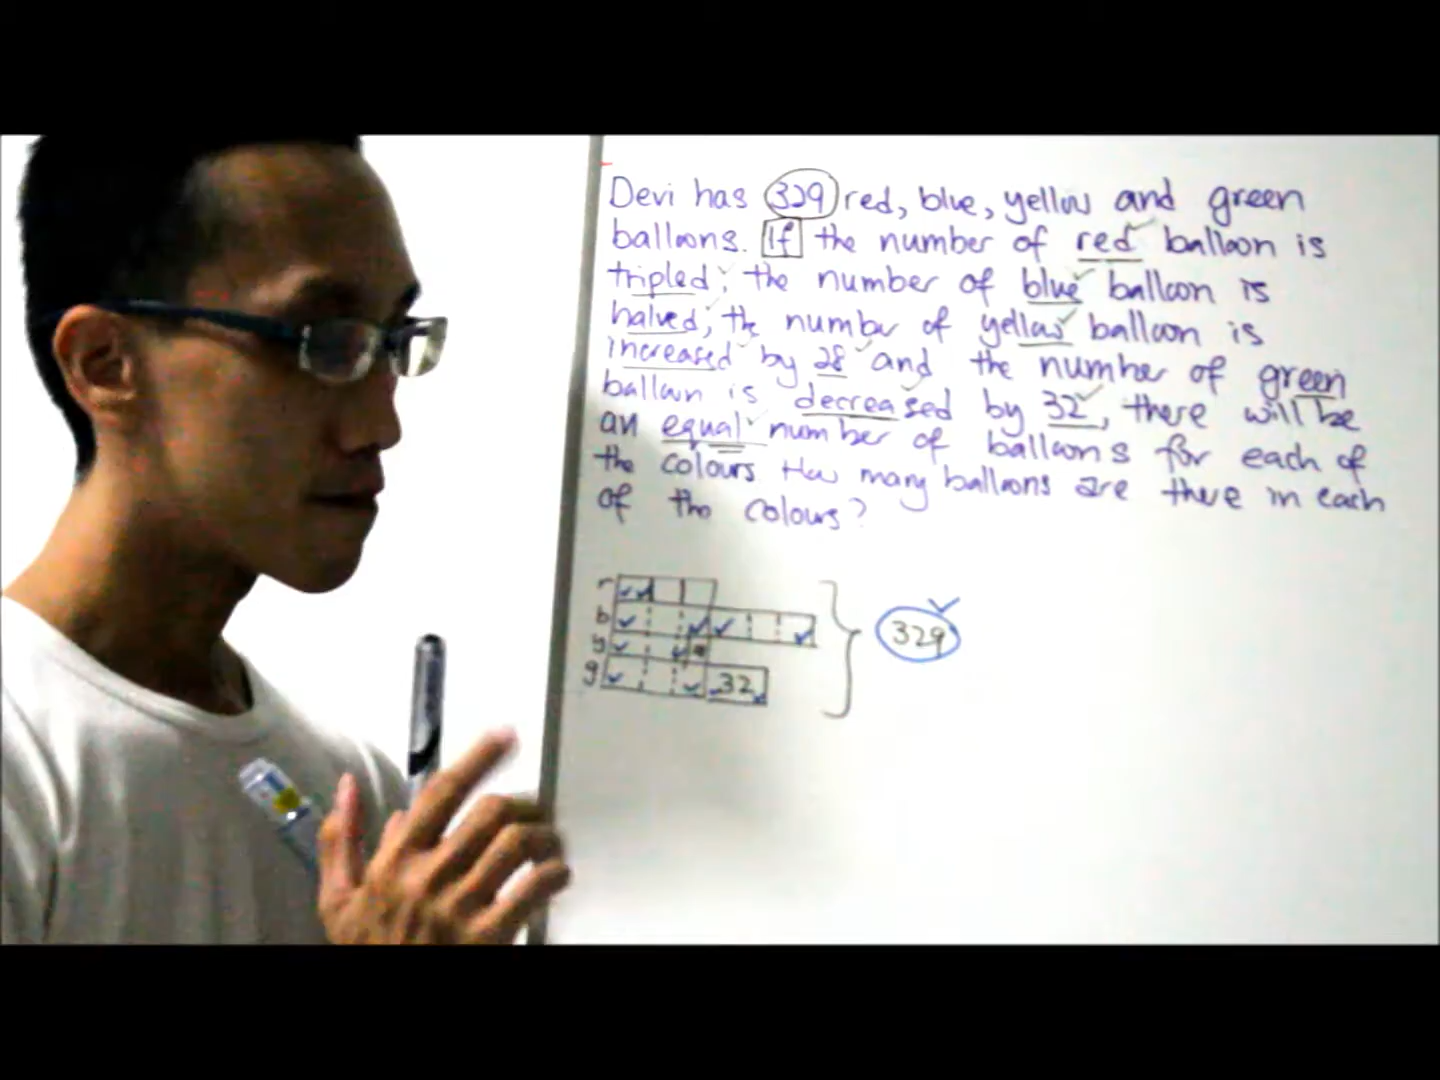 Devi has 329 red, blue, yellow and green
balloons. If the number of red balloon is
tripled, the number of blue balloon is
halved, the number of yellow balloon is
increased by 28 and the number of green
balloon is decreased by 32, there will be
an equal number of balloons for each of
the colours. How many balloons are there in each
of the colours?
r
b
y
g 32
329